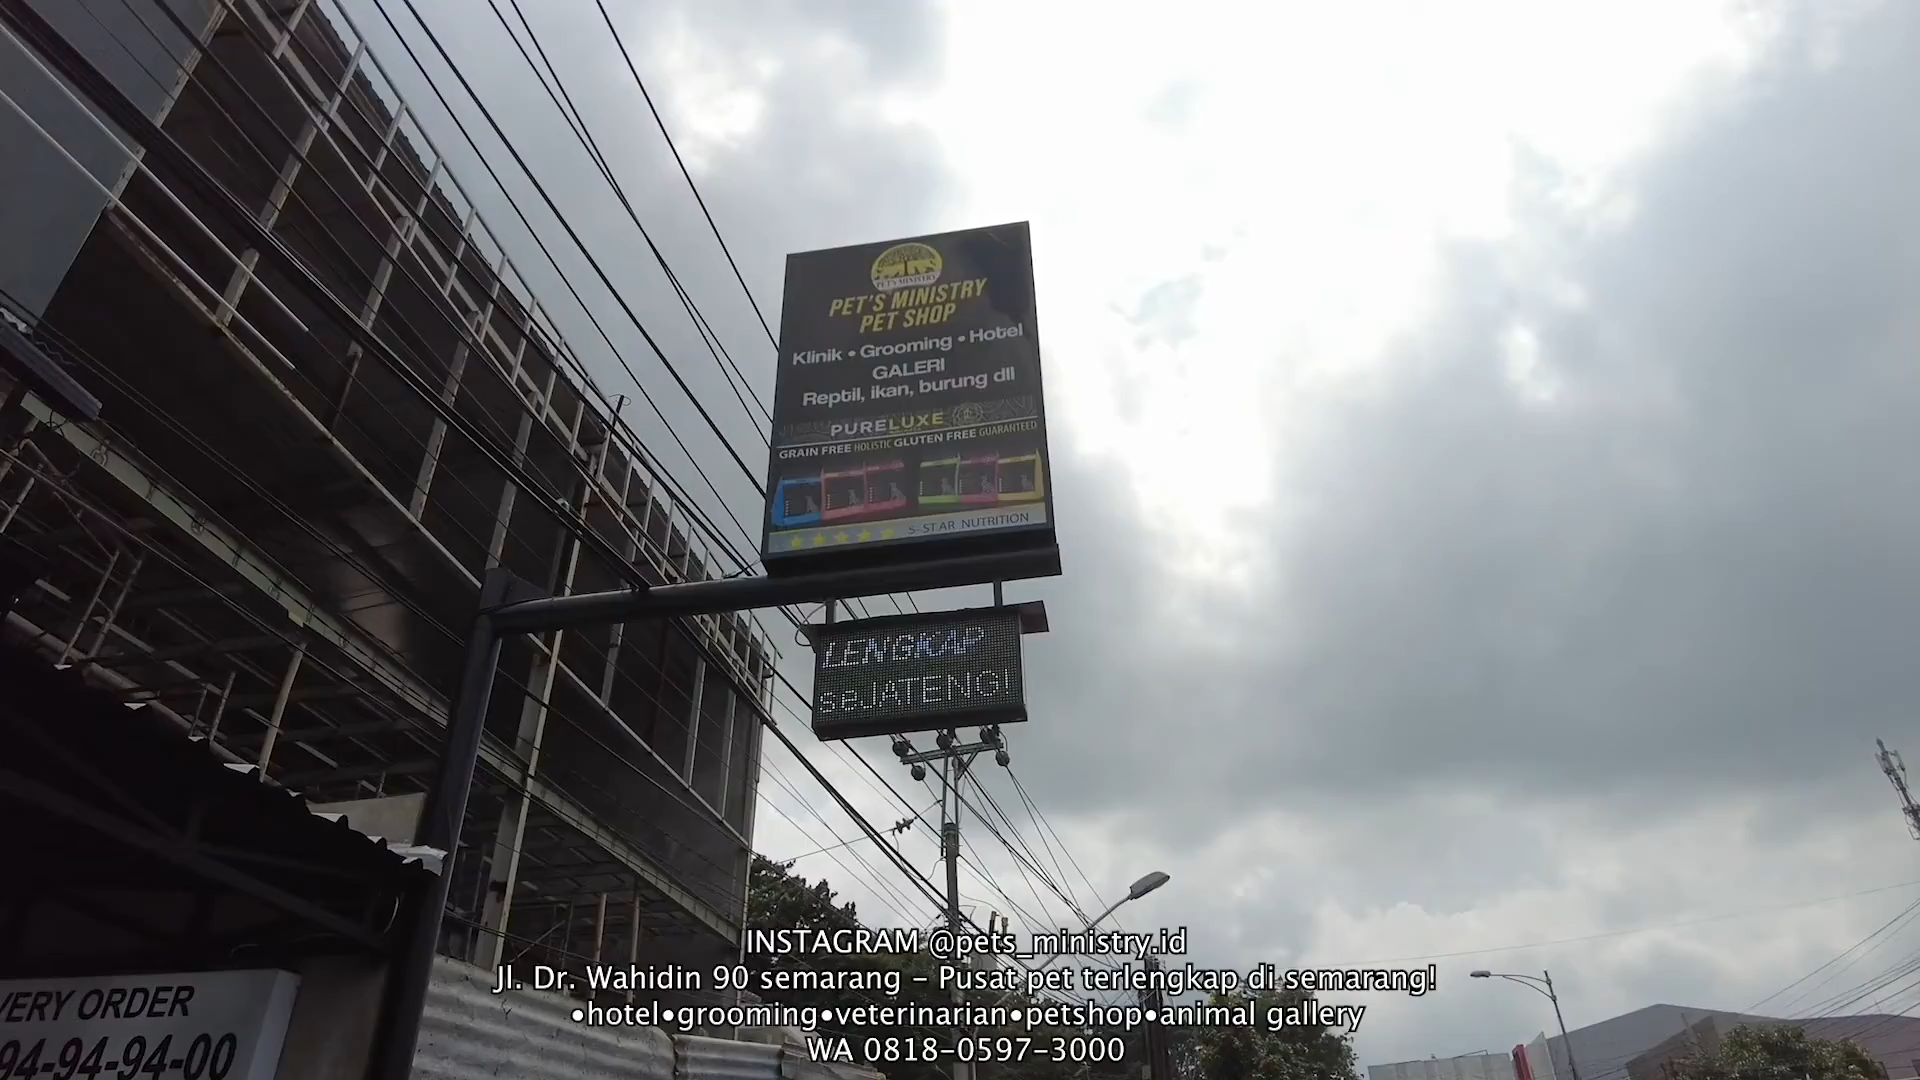 PET'S MINISTRY
PET'S MINISTRY
PET SHOP
Klinik • Grooming • Hotel
GALERI
Reptil, ikan, burung dll
PURELUXE
GRAIN FREE HOLISTIC GLUTEN FREE GUARANTEED
5-STAR NUTRITION
LENGKAP
seJATENG!
VERY ORDER
94-94-94-00
INSTAGRAM @pets_ministry.id
Jl. Dr. Wahidin 90 semarang - Pusat pet terlengkap di semarang!
•hotel•grooming•veterinarian•petshop•animal gallery
WA 0818-0597-3000